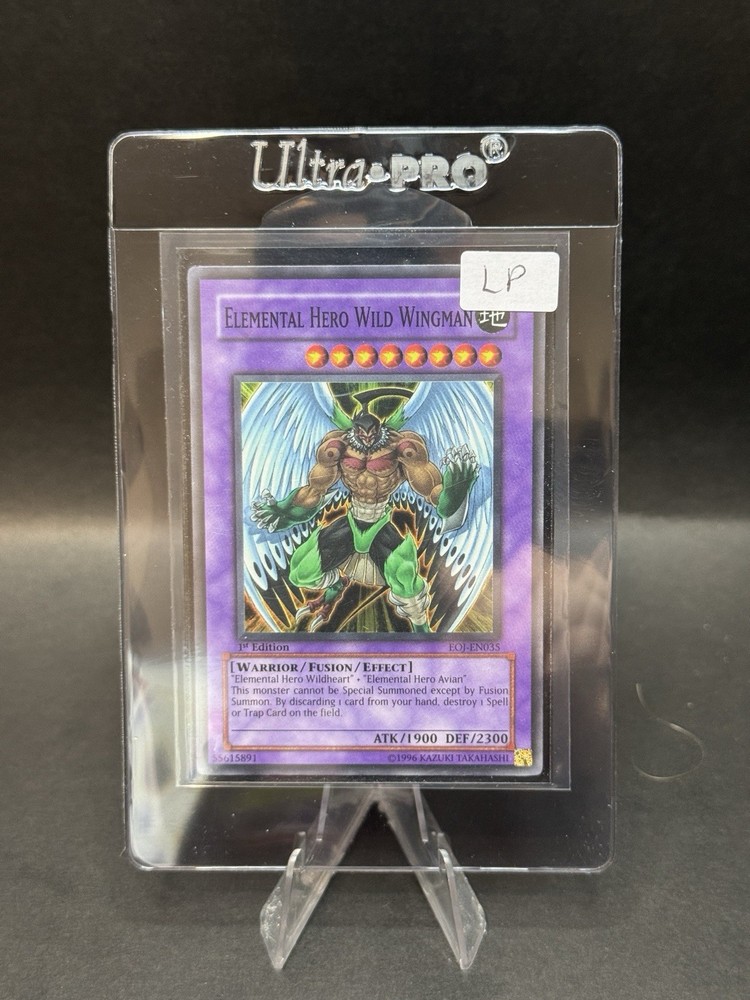 Ultra•PRO®
LP
ELEMENTAL HERO WILD WINGMAN 地
1st Edition EOJ-EN035
[WARRIOR/FUSION/EFFECT]
"Elemental Hero Wildheart" + "Elemental Hero Avian"
This monster cannot be Special Summoned except by Fusion
Summon. By discarding 1 card from your hand, destroy 1 Spell
or Trap Card on the field.
ATK/1900 DEF/2300
55615891 ©1996 KAZUKI TAKAHASHI